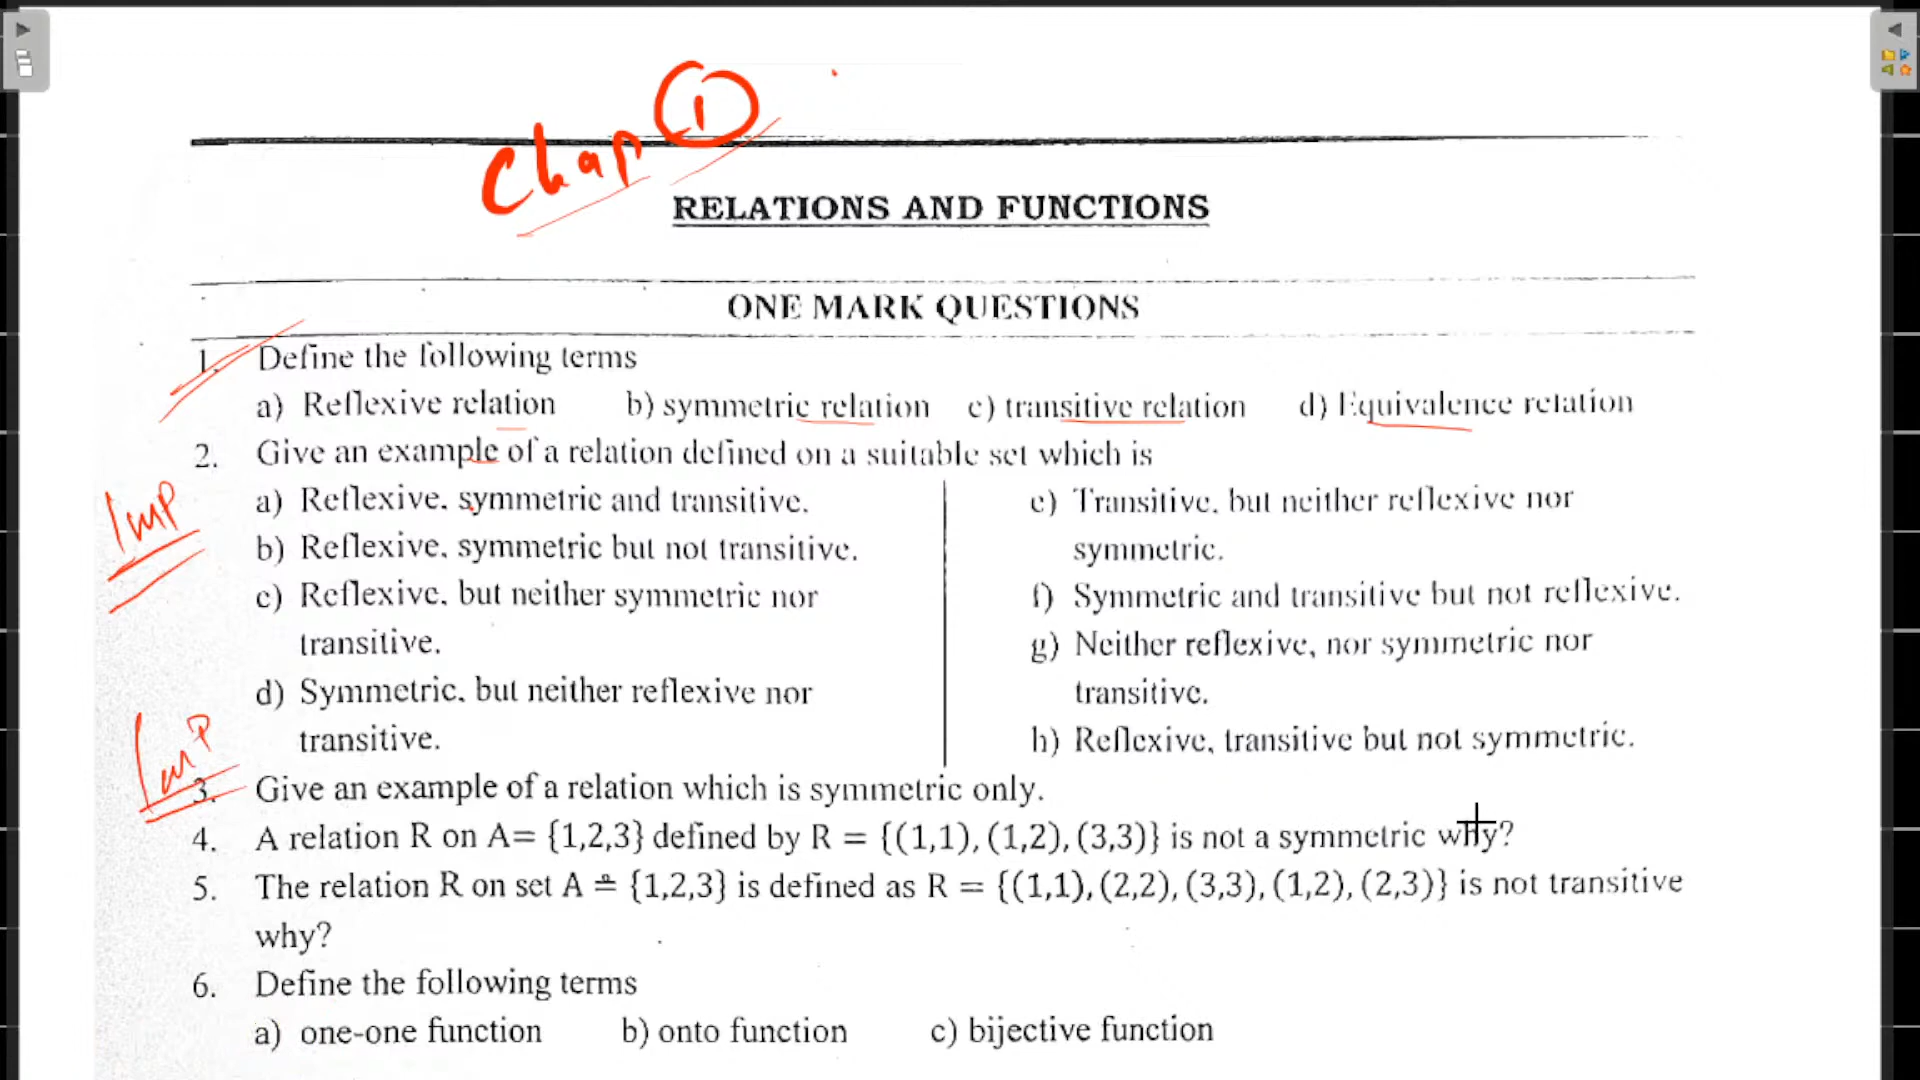 Chap 1
RELATIONS AND FUNCTIONS
ONE MARK QUESTIONS
1. Define the following terms
a) Reflexive relation b) symmetric relation c) transitive relation d) Equivalence relation
2. Give an example of a relation defined on a suitable set which is
Imp
a) Reflexive, symmetric and transitive.
b) Reflexive, symmetric but not transitive.
c) Reflexive, but neither symmetric nor
transitive.
d) Symmetric, but neither reflexive nor
transitive.
e) Transitive, but neither reflexive nor
symmetric.
f) Symmetric and transitive but not reflexive.
g) Neither reflexive, nor symmetric nor
transitive.
h) Reflexive, transitive but not symmetric.
Imp
3. Give an example of a relation which is symmetric only.
4. A relation R on A= {1,2,3} defined by R = {(1,1), (1,2), (3,3)} is not a symmetric why?
5. The relation R on set A = {1,2,3} is defined as R = {(1,1), (2,2), (3,3), (1,2), (2,3)} is not transitive
why?
6. Define the following terms
a) one-one function b) onto function c) bijective function